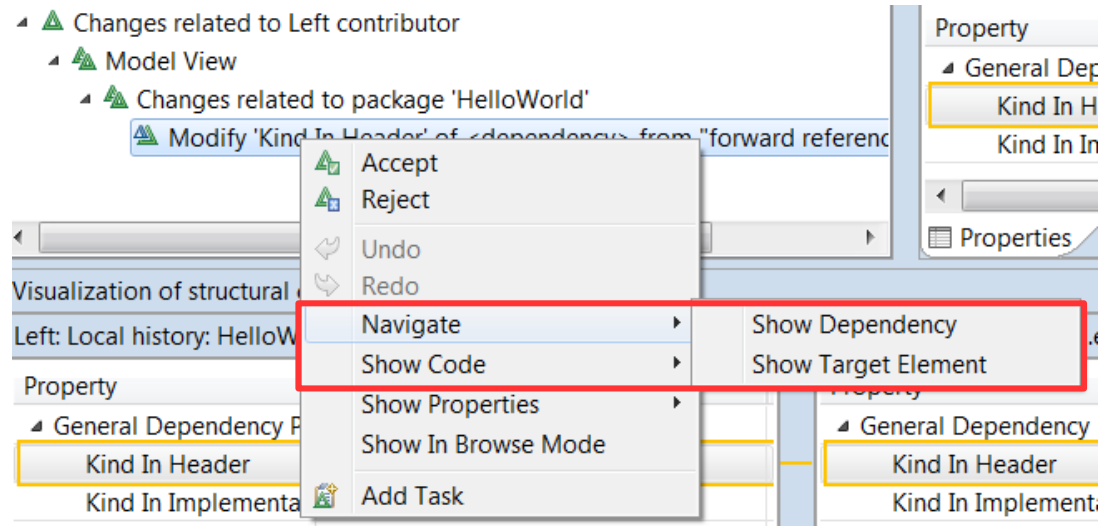 Changes related to Left contributor
Model View
Changes related to package 'HelloWorld'
Modify 'Kind In Header' of <dependency> from "forward referenc
Property
General Dep
Kind In H
Kind In Im
Properties
Accept
Reject
Undo
Redo
Navigate
Show Code
Show Properties
Show In Browse Mode
Add Task
Show Dependency
Show Target Element
Visualization of structural
Left: Local history: HelloW
Property
General Dependency P
Kind In Header
Kind In Implementa
Property
General Dependency
Kind In Header
Kind In Implementa